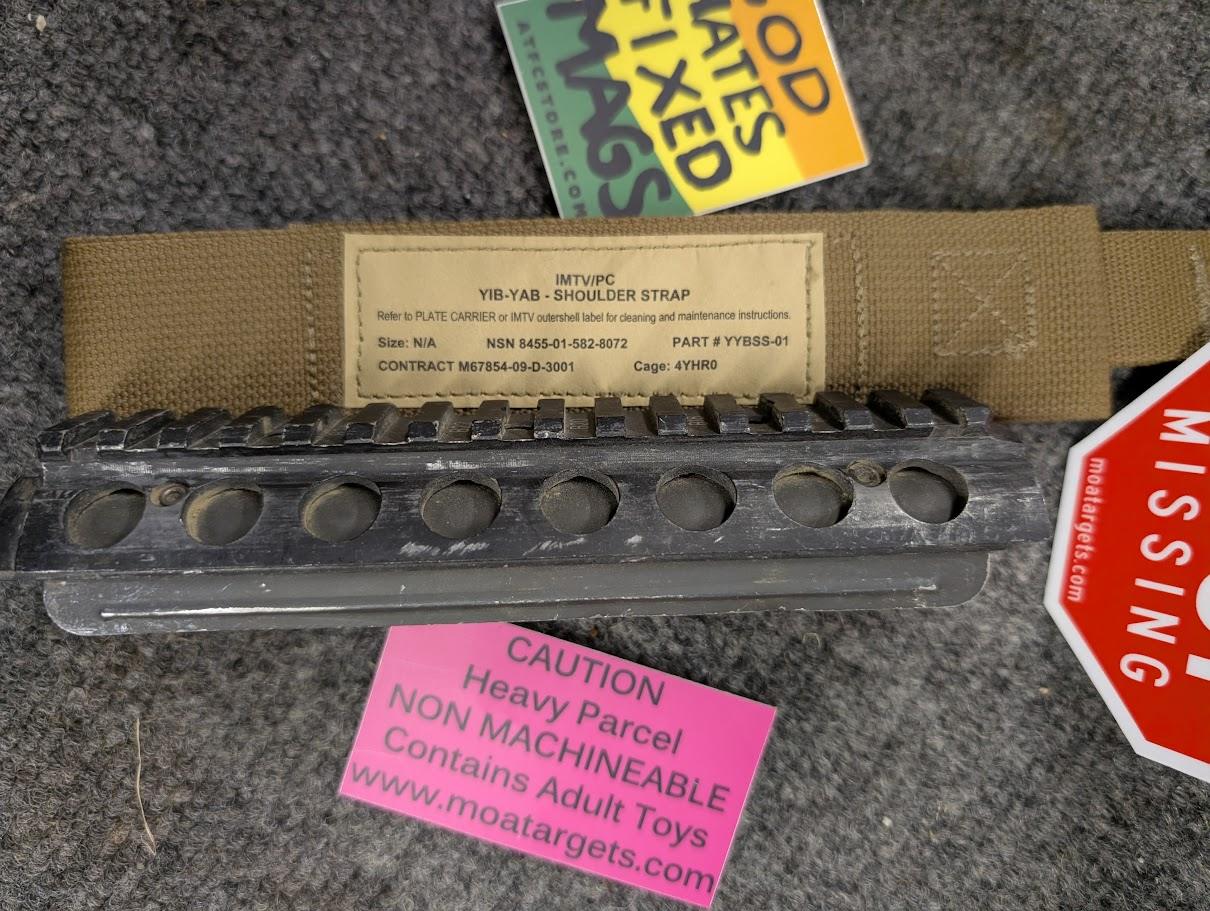 HATES
FIXED
MAGS
ATFCSTORE.COM
IMTV/PC
YIB-YAB - SHOULDER STRAP
Refer to PLATE CARRIER or IMTV outershell label for cleaning and maintenance instructions.
Size: N/A NSN 8455-01-582-8072 PART # YYBSS-01
CONTRACT M67854-09-D-3001 Cage: 4YHR0
MISSING
moatargets.com
CAUTION
Heavy Parcel
NON MACHINEABLE
Contains Adult Toys
www.moatargets.com